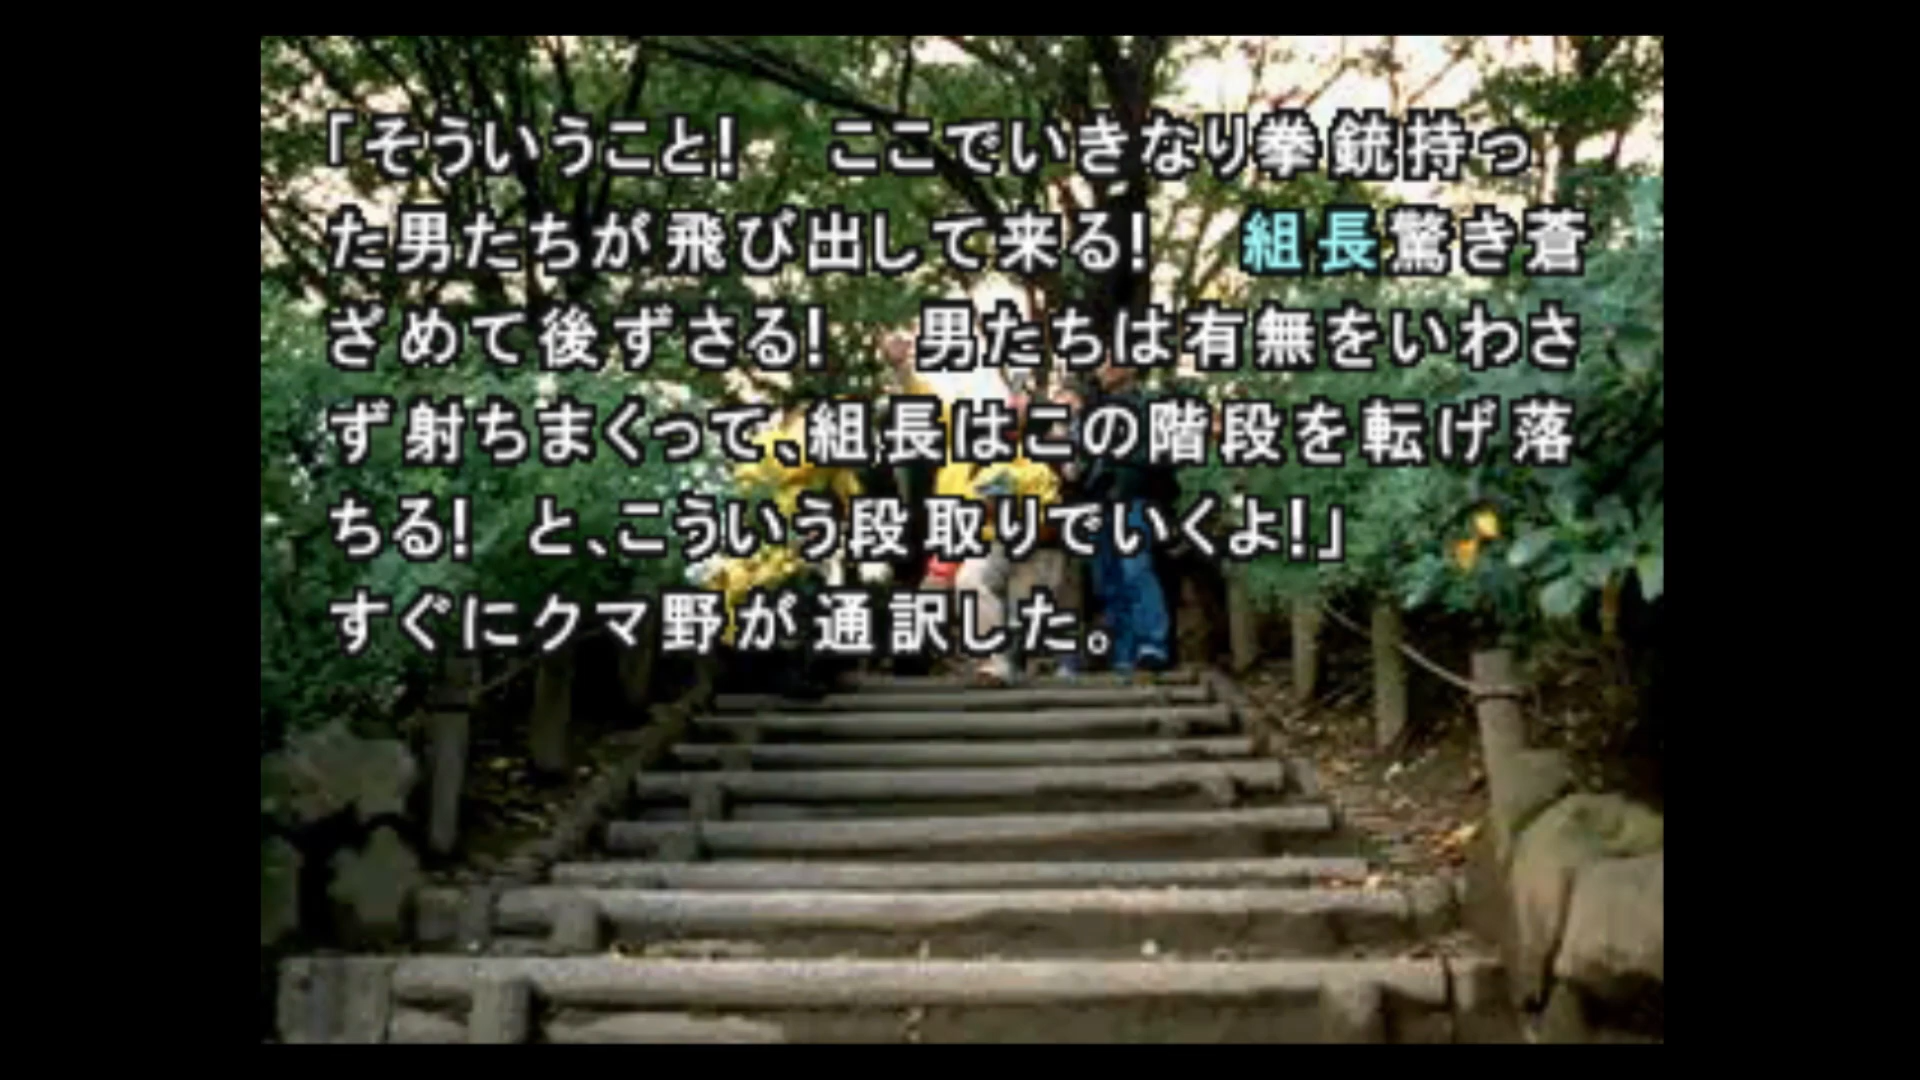 「そういうこと!　ここでいきなり拳銃持っ
た男たちが飛び出して来る!　組長驚き蒼
ざめて後ずさる!　男たちは有無をいわさ
ず射ちまくって、組長はこの階段を転げ落
ちる!　と、こういう段取りでいくよ!」
すぐにクマ野が通訳した。